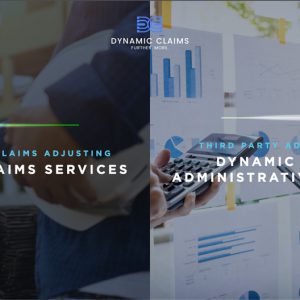 DYNAMIC CLAIMS
FURTHER. MORE.
LAIMS ADJUSTING
AIMS SERVICES
THIRD PARTY AD
DYNAMIC
ADMINISTRATIV